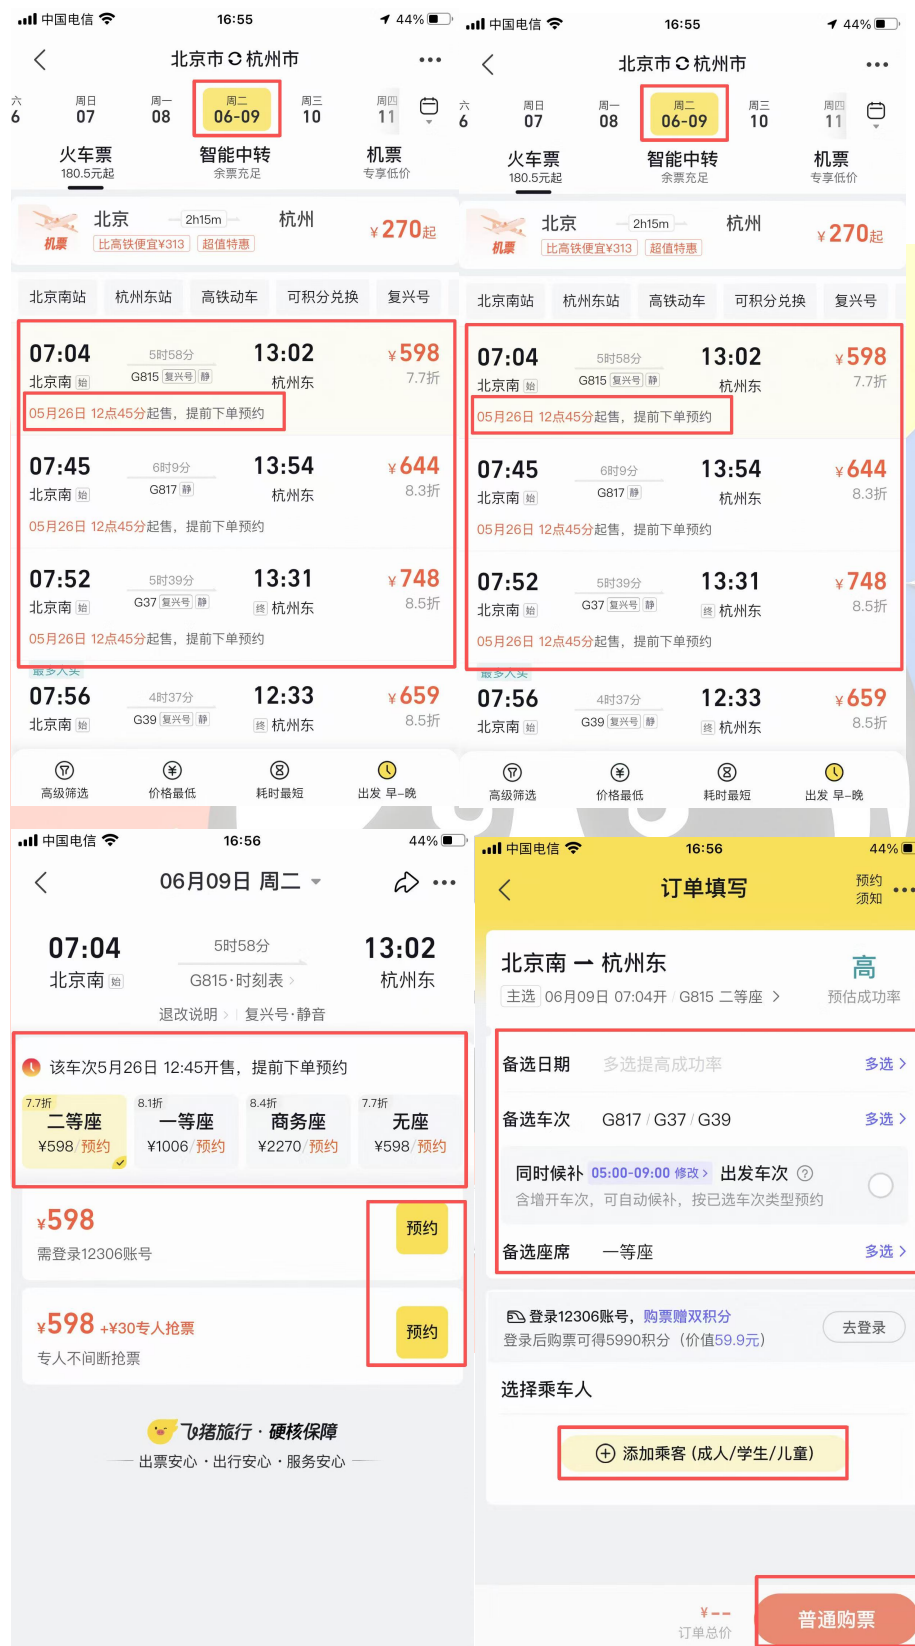 中国电信 16:55 44%
北京市 杭州市
六 周日 周一 周二 周三 周四
6 07 08 06-09 10 11
火车票 智能中转 机票
180.5元起 余票充足 专享低价
机票 北京 2h15m 杭州 ¥270起
比高铁便宜¥313 超值特惠
北京南站 杭州东站 高铁动车 可积分兑换 复兴号
07:04 5时58分 13:02 ¥598
北京南 始 G815 复兴号 静 杭州东 7.7折
05月26日 12点45分起售，提前下单预约
07:45 6时9分 13:54 ¥644
北京南 始 G817 静 杭州东 8.3折
05月26日 12点45分起售，提前下单预约
07:52 5时39分 13:31 ¥748
北京南 始 G37 复兴号 静 终 杭州东 8.5折
05月26日 12点45分起售，提前下单预约
最多人买
07:56 4时37分 12:33 ¥659
北京南 始 G39 复兴号 静 终 杭州东 8.5折
高级筛选 价格最低 耗时最短 出发 早-晚
中国电信 16:55 44%
北京市 杭州市
六 周日 周一 周二 周三 周四
6 07 08 06-09 10 11
火车票 智能中转 机票
180.5元起 余票充足 专享低价
机票 北京 2h15m 杭州 ¥270起
比高铁便宜¥313 超值特惠
北京南站 杭州东站 高铁动车 可积分兑换 复兴号
07:04 5时58分 13:02 ¥598
北京南 始 G815 复兴号 静 杭州东 7.7折
05月26日 12点45分起售，提前下单预约
07:45 6时9分 13:54 ¥644
北京南 始 G817 静 杭州东 8.3折
05月26日 12点45分起售，提前下单预约
07:52 5时39分 13:31 ¥748
北京南 始 G37 复兴号 静 终 杭州东 8.5折
05月26日 12点45分起售，提前下单预约
最多人买
07:56 4时37分 12:33 ¥659
北京南 始 G39 复兴号 静 终 杭州东 8.5折
高级筛选 价格最低 耗时最短 出发 早-晚
中国电信 16:56 44%
06月09日 周二
07:04 5时58分 13:02
北京南 始 G815·时刻表 杭州东
退改说明 复兴号·静音
该车次5月26日 12:45开售，提前下单预约
7.7折 8.1折 8.4折 7.7折
二等座 一等座 商务座 无座
¥598/预约 ¥1006/预约 ¥2270/预约 ¥598/预约
¥598 预约
需登录12306账号
¥598 +¥30专人抢票 预约
专人不间断抢票
飞猪旅行 · 硬核保障
出票安心 · 出行安心 · 服务安心
中国电信 16:56 44%
订单填写 预约
须知
北京南 杭州东 高
主选 06月09日 07:04开 / G815 二等座 预估成功率
备选日期 多选提高成功率 多选
备选车次 G817 / G37 / G39 多选
同时候补 05:00-09:00 修改 出发车次
含增开车次，可自动候补，按已选车次类型预约
备选座席 一等座 多选
登录12306账号，购票赠双积分 去登录
登录后购票可得5990积分（价值59.9元）
选择乘车人
添加乘客 (成人/学生/儿童)
¥-- 普通购票
订单总价